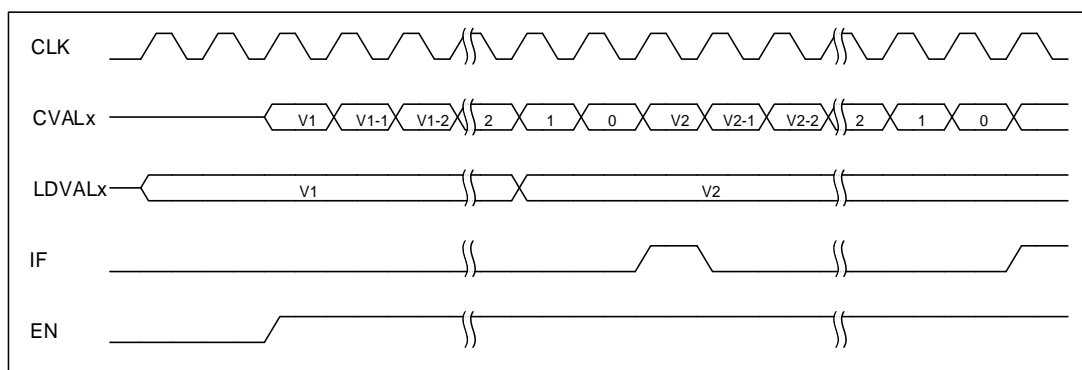 CLK
CVALx V1 V1-1 V1-2 2 1 0 V2 V2-1 V2-2 2 1 0
LDVALx V1 V2
IF
EN